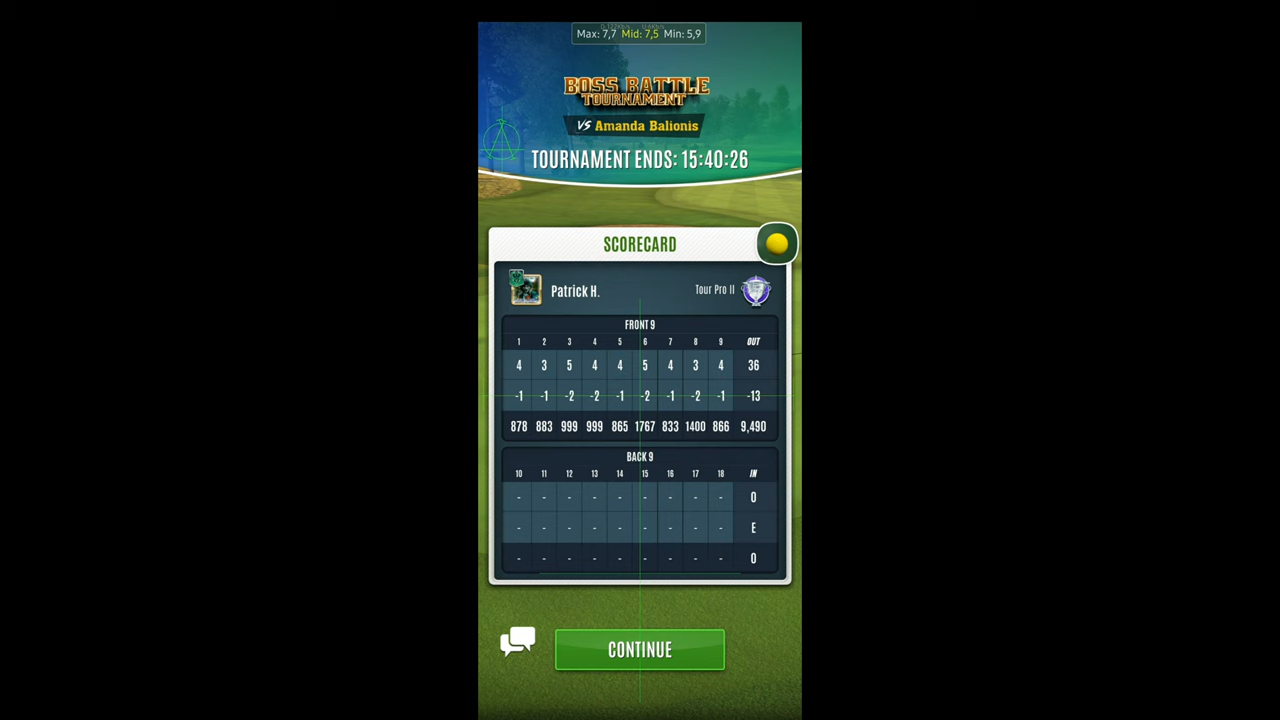 Max: 7,7 Mid: 7,5 Min: 5,9
BOSS BATTLE
TOURNAMENT
VS Amanda Balionis
TOURNAMENT ENDS: 15:40:26
SCORECARD
Patrick H. Tour Pro II
FRONT 9
1 2 3 4 5 6 7 8 9 OUT
4 3 5 4 4 5 4 3 4 36
-1 -1 -2 -2 -1 -2 -1 -2 -1 -13
878 883 999 999 865 1767 833 1400 866 9,490
BACK 9
10 11 12 13 14 15 16 17 18 IN
- - - - - - - - - 0
- - - - - - - - - E
- - - - - - - - - 0
CONTINUE